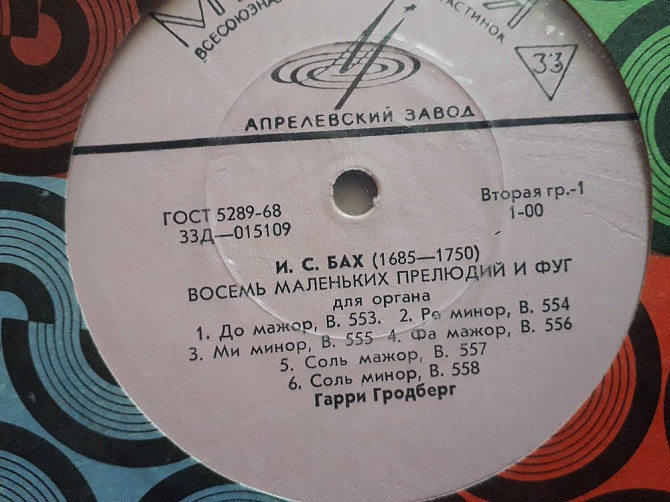 ВСЕСОЮЗНАЯ
33
АПРЕЛЕВСКИЙ ЗАВОД
ГОСТ 5289-68
33Д—015109
Вторая гр.-1
1-00
И. С. БАХ (1685—1750)
ВОСЕМЬ МАЛЕНЬКИХ ПРЕЛЮДИЙ И ФУГ
для органа
1. До мажор, В. 553. 2. Ре минор, В. 554
3. Ми минор, В. 555 4. Фа мажор, В. 556
5. Соль мажор, В. 557
6. Соль минор, В. 558
Гарри Гродберг